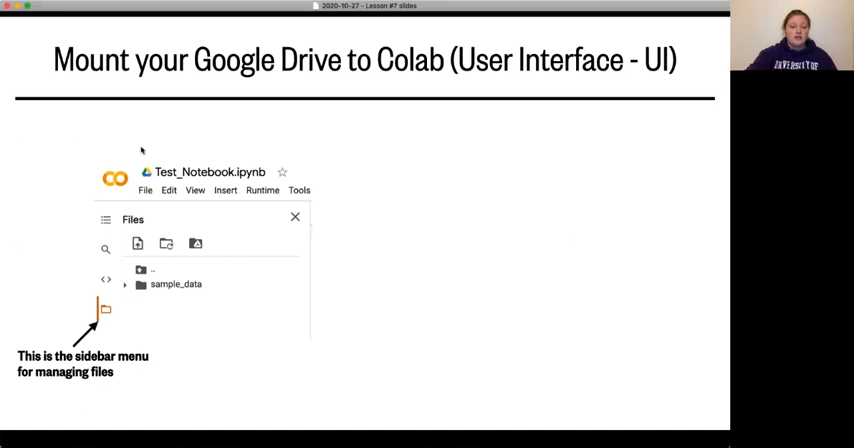 2020-10-27 - Lesson #7 slides
Mount your Google Drive to Colab (User Interface - UI)
Test_Notebook.ipynb
File Edit View Insert Runtime Tools
Files
..
sample_data
This is the sidebar menu
for managing files
UNIVERSITY OF